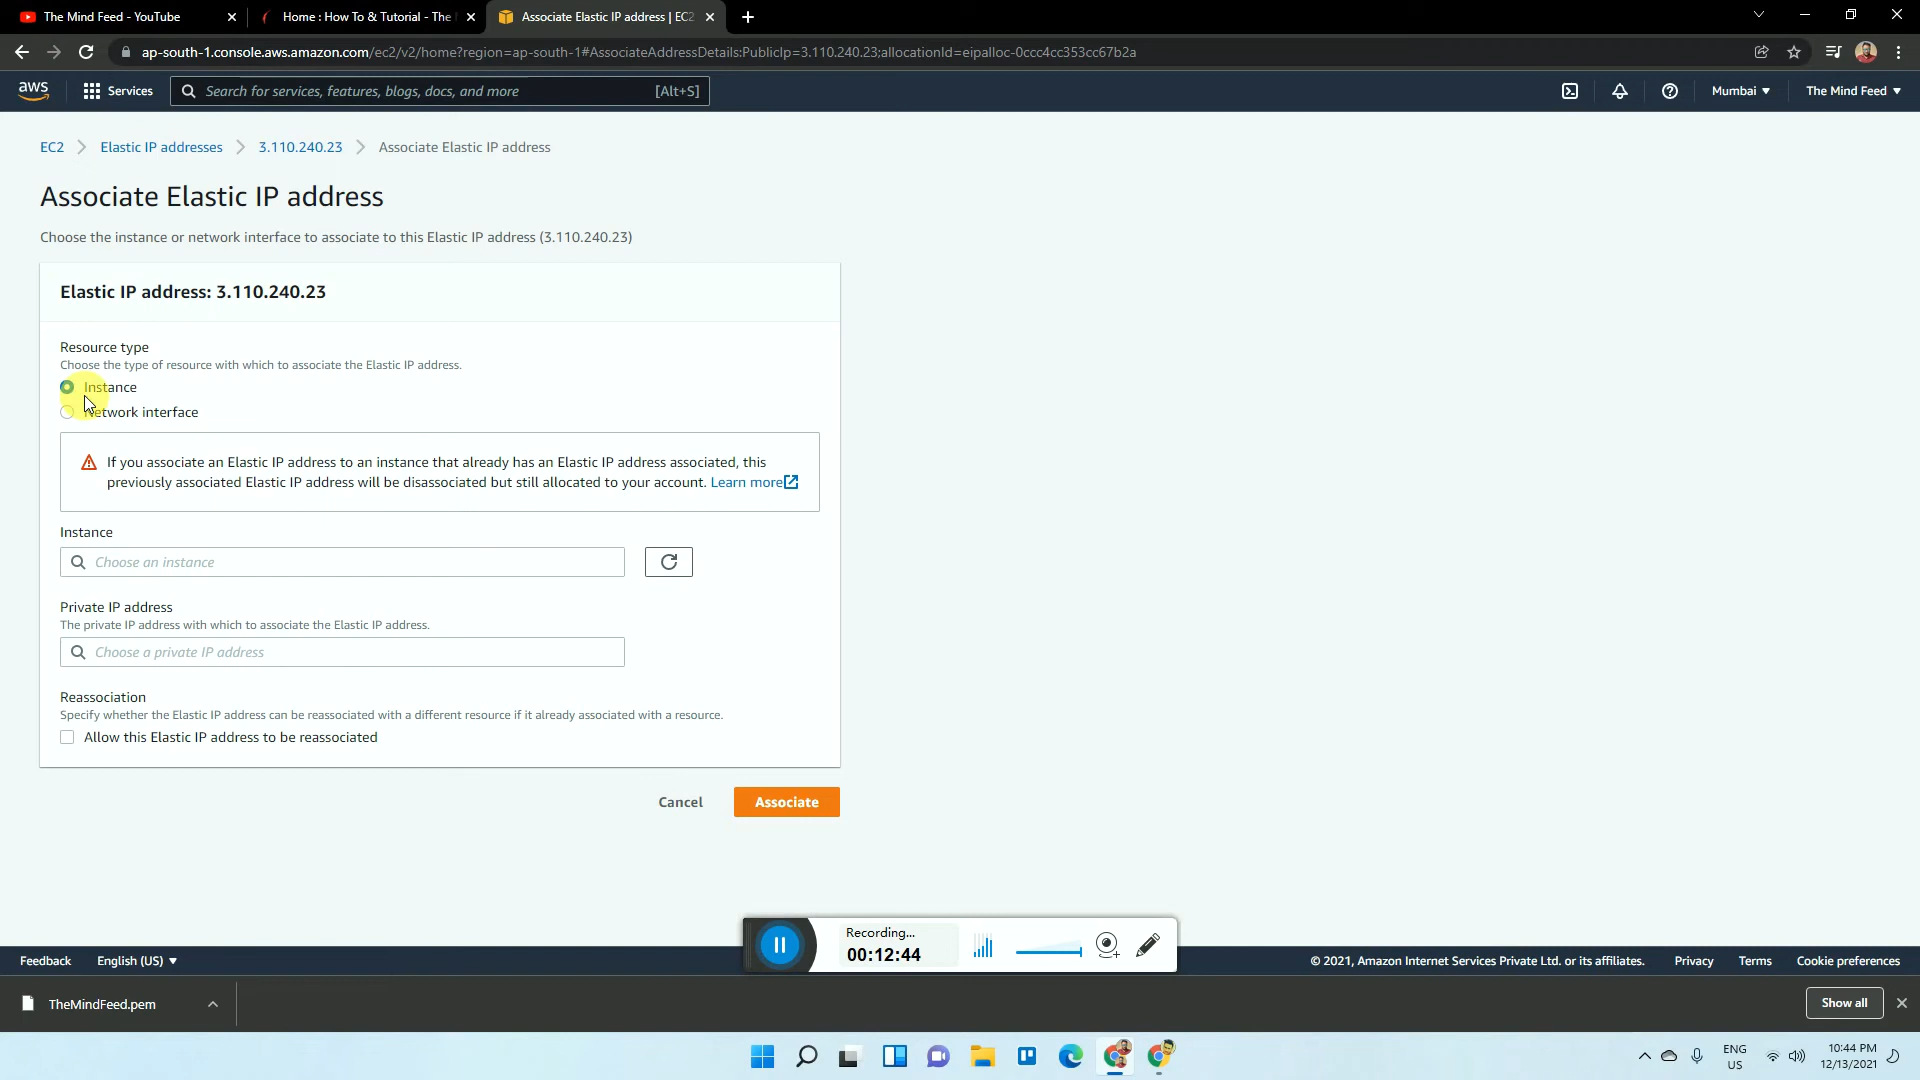 The Mind Feed - YouTube
Home : How To & Tutorial - The
Associate Elastic IP address | EC2
ap-south-1.console.aws.amazon.com/ec2/v2/home?region=ap-south-1#AssociateAddressDetails:PublicIp=3.110.240.23;allocationId=eipalloc-0ccc4cc353cc67b2a
aws
Services
Search for services, features, blogs, docs, and more
[Alt+S]
Mumbai
The Mind Feed
EC2
Elastic IP addresses
3.110.240.23
Associate Elastic IP address
Associate Elastic IP address
Choose the instance or network interface to associate to this Elastic IP address (3.110.240.23)
Elastic IP address: 3.110.240.23
Resource type
Choose the type of resource with which to associate the Elastic IP address.
Instance
Network interface
If you associate an Elastic IP address to an instance that already has an Elastic IP address associated, this
previously associated Elastic IP address will be disassociated but still allocated to your account. Learn more
Instance
Choose an instance
Private IP address
The private IP address with which to associate the Elastic IP address.
Choose a private IP address
Reassociation
Specify whether the Elastic IP address can be reassociated with a different resource if it already associated with a resource.
Allow this Elastic IP address to be reassociated
Cancel
Associate
Recording...
00:12:44
Feedback
English (US)
© 2021, Amazon Internet Services Private Ltd. or its affiliates.
Privacy
Terms
Cookie preferences
TheMindFeed.pem
Show all
ENG
US
10:44 PM
12/13/2021